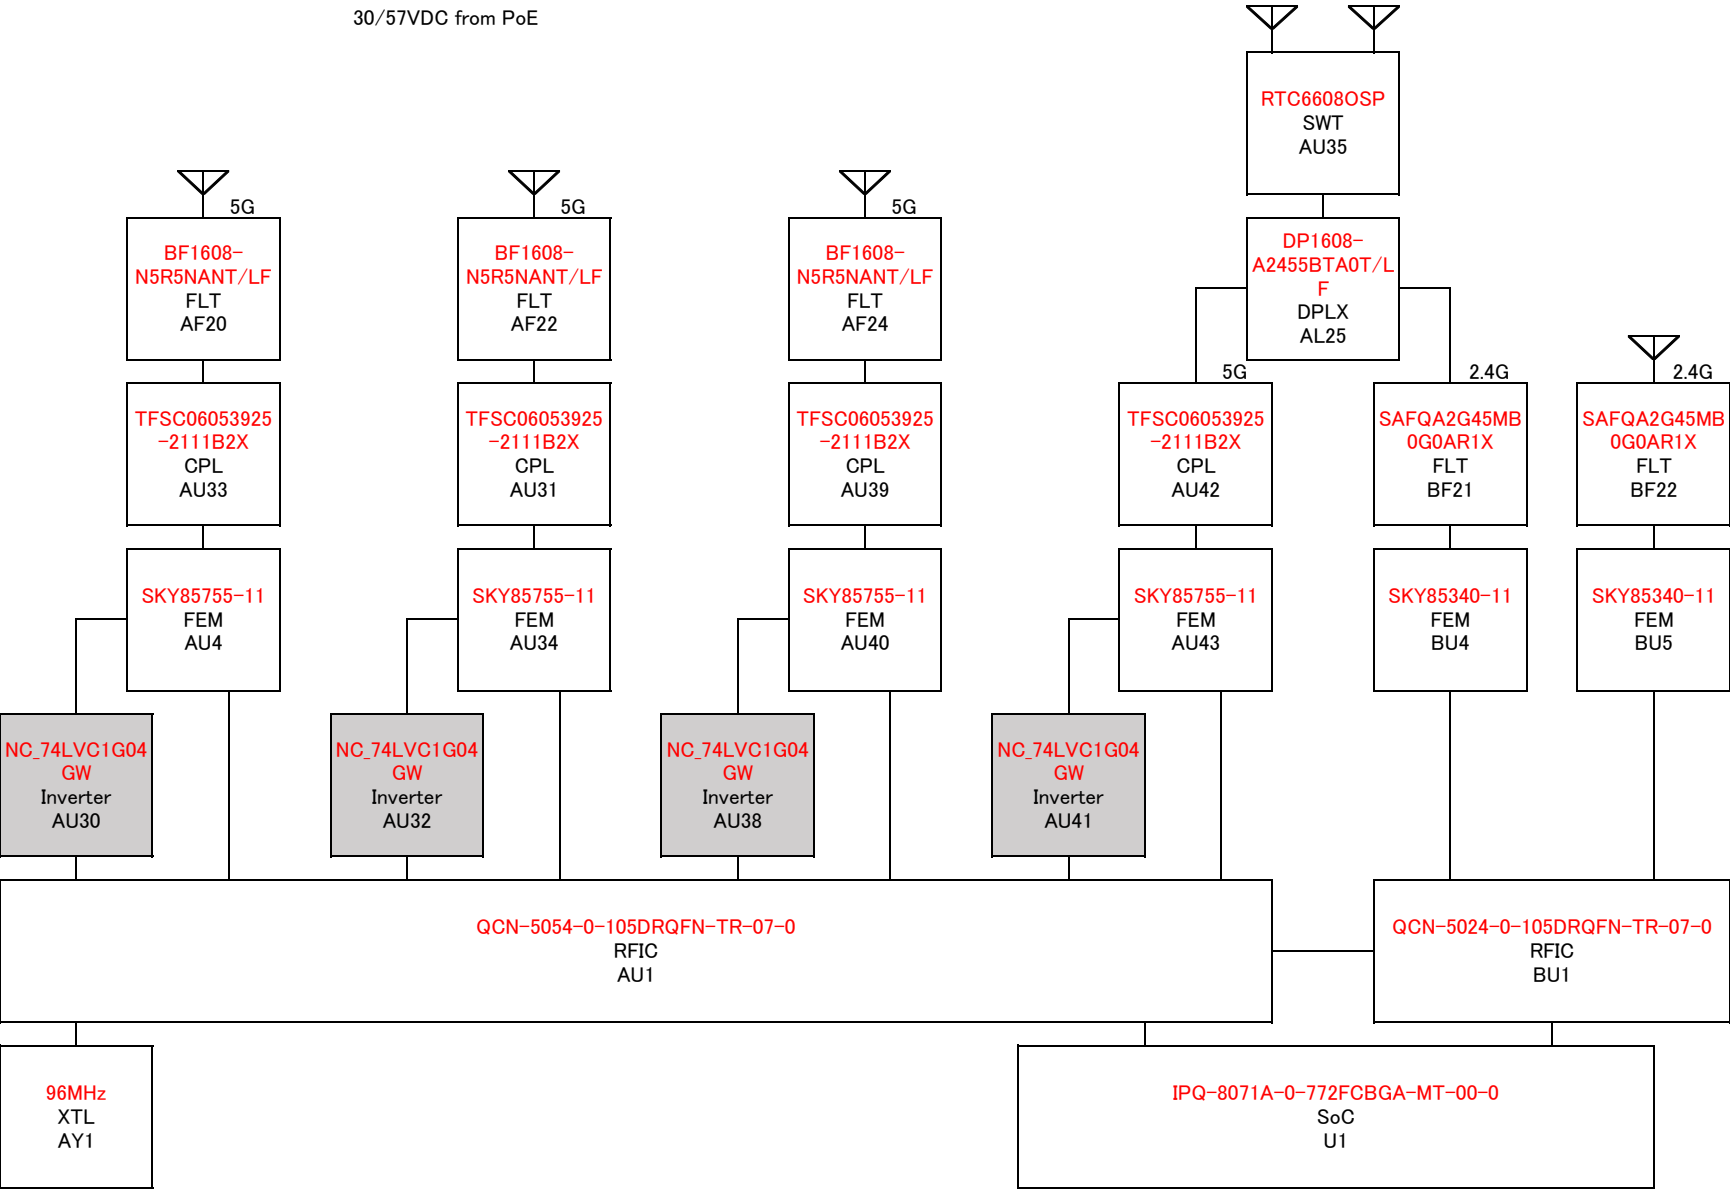 30/57VDC from PoE
RTC6608OSP
SWT
AU35
5G
BF1608-
N5R5NANT/LF
FLT
AF20
5G
BF1608-
N5R5NANT/LF
FLT
AF22
5G
BF1608-
N5R5NANT/LF
FLT
AF24
DP1608-
A2455BTA0T/L
F
DPLX
AL25
TFSC06053925
-2111B2X
CPL
AU33
TFSC06053925
-2111B2X
CPL
AU31
TFSC06053925
-2111B2X
CPL
AU39
5G
TFSC06053925
-2111B2X
CPL
AU42
2.4G
SAFQA2G45MB
0G0AR1X
FLT
BF21
2.4G
SAFQA2G45MB
0G0AR1X
FLT
BF22
SKY85755-11
FEM
AU4
SKY85755-11
FEM
AU34
SKY85755-11
FEM
AU40
SKY85755-11
FEM
AU43
SKY85340-11
FEM
BU4
SKY85340-11
FEM
BU5
NC_74LVC1G04
GW
Inverter
AU30
NC_74LVC1G04
GW
Inverter
AU32
NC_74LVC1G04
GW
Inverter
AU38
NC_74LVC1G04
GW
Inverter
AU41
QCN-5054-0-105DRQFN-TR-07-0
RFIC
AU1
QCN-5024-0-105DRQFN-TR-07-0
RFIC
BU1
96MHz
XTL
AY1
IPQ-8071A-0-772FCBGA-MT-00-0
SoC
U1